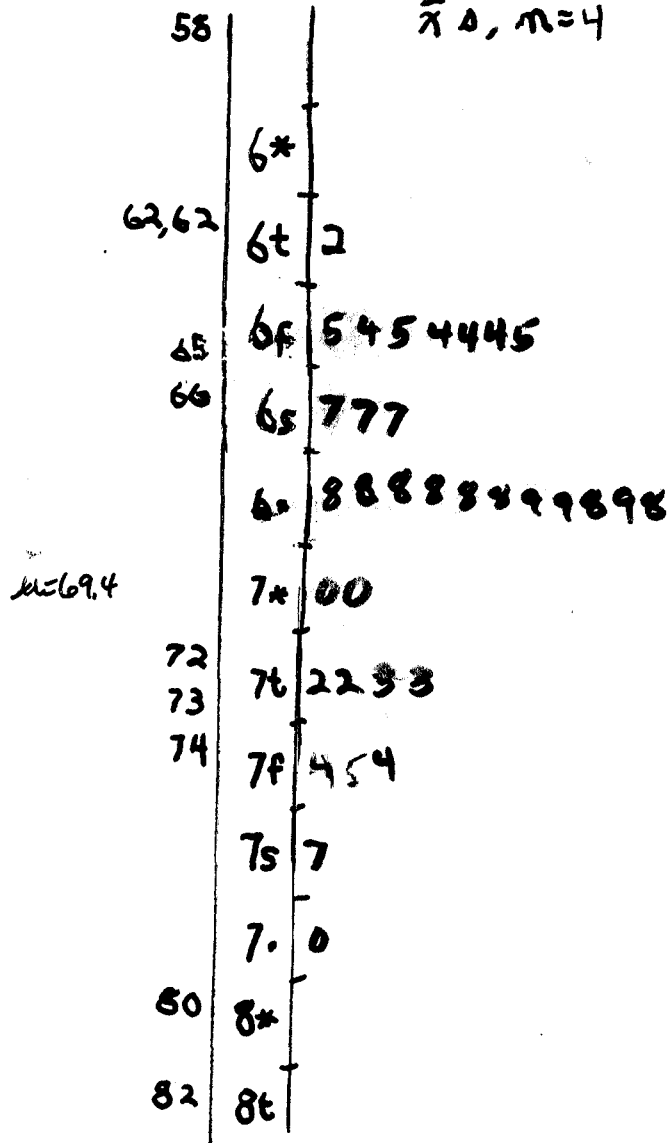 58 x̄ s, n=4
6*
62,62 6t 2
65 6f 5454445
66 6s 777
6• 88888899898
μ=69.4 7* 00
72 7t 2233
73
74 7f 454
7s 7
7• 0
80 8*
82 8t